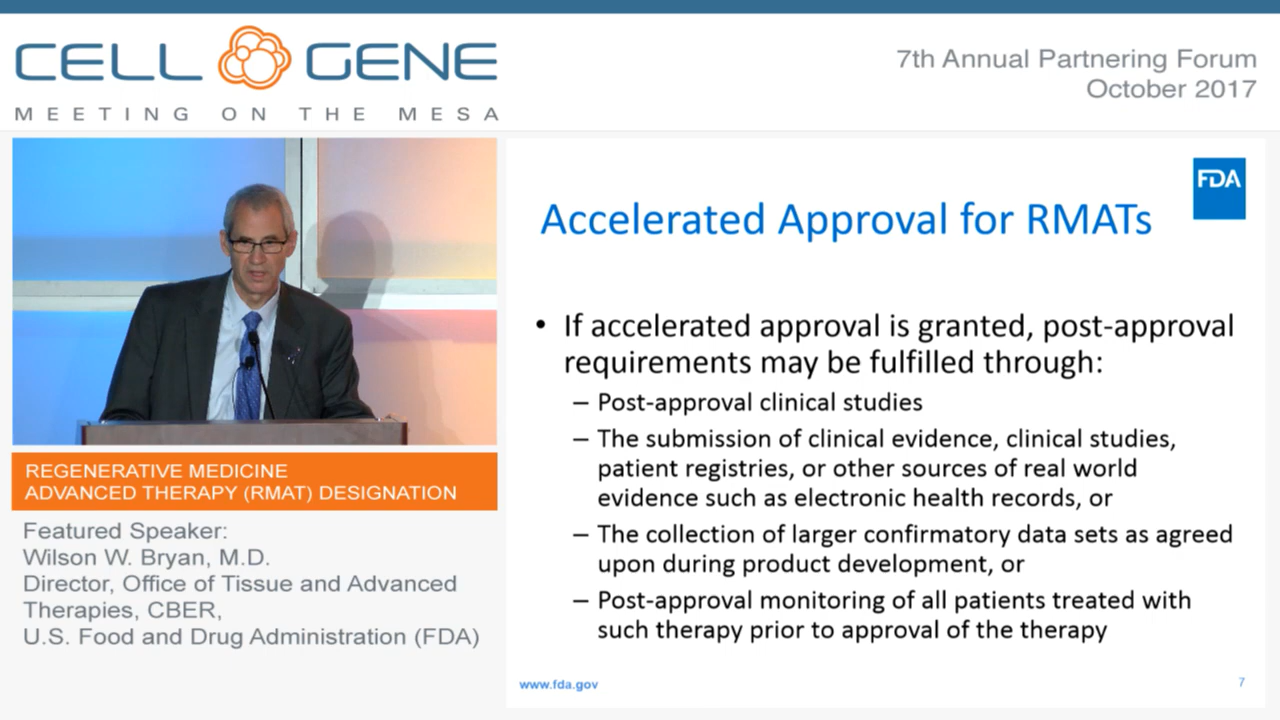 CELL GENE
MEETING ON THE MESA
7th Annual Partnering Forum
October 2017
REGENERATIVE MEDICINE
ADVANCED THERAPY (RMAT) DESIGNATION
Featured Speaker:
Wilson W. Bryan, M.D.
Director, Office of Tissue and Advanced
Therapies, CBER,
U.S. Food and Drug Administration (FDA)
FDA
Accelerated Approval for RMATs
• If accelerated approval is granted, post-approval
requirements may be fulfilled through:
– Post-approval clinical studies
– The submission of clinical evidence, clinical studies,
patient registries, or other sources of real world
evidence such as electronic health records, or
– The collection of larger confirmatory data sets as agreed
upon during product development, or
– Post-approval monitoring of all patients treated with
such therapy prior to approval of the therapy
www.fda.gov
7